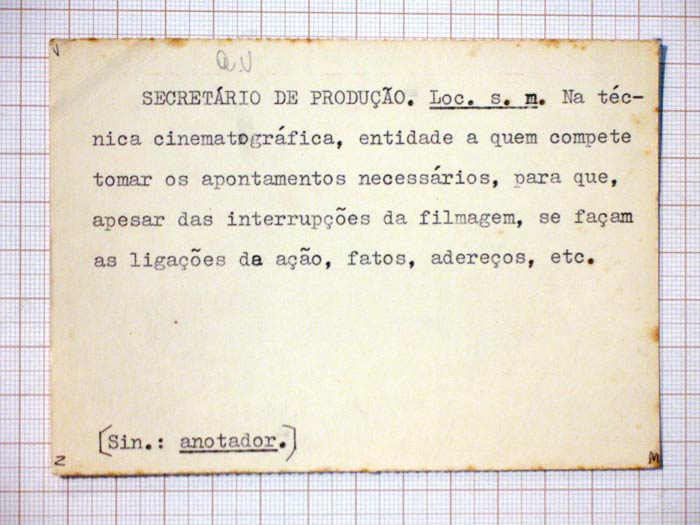 V
a.v
SECRETÁRIO DE PRODUÇÃO. Loc. s. m. Na téc-
nica cinematográfica, entidade a quem compete
tomar os apontamentos necessários, para que,
apesar das interrupções da filmagem, se façam
as ligações da ação, fatos, adereços, etc.
[Sin.: anotador.]
Z
M